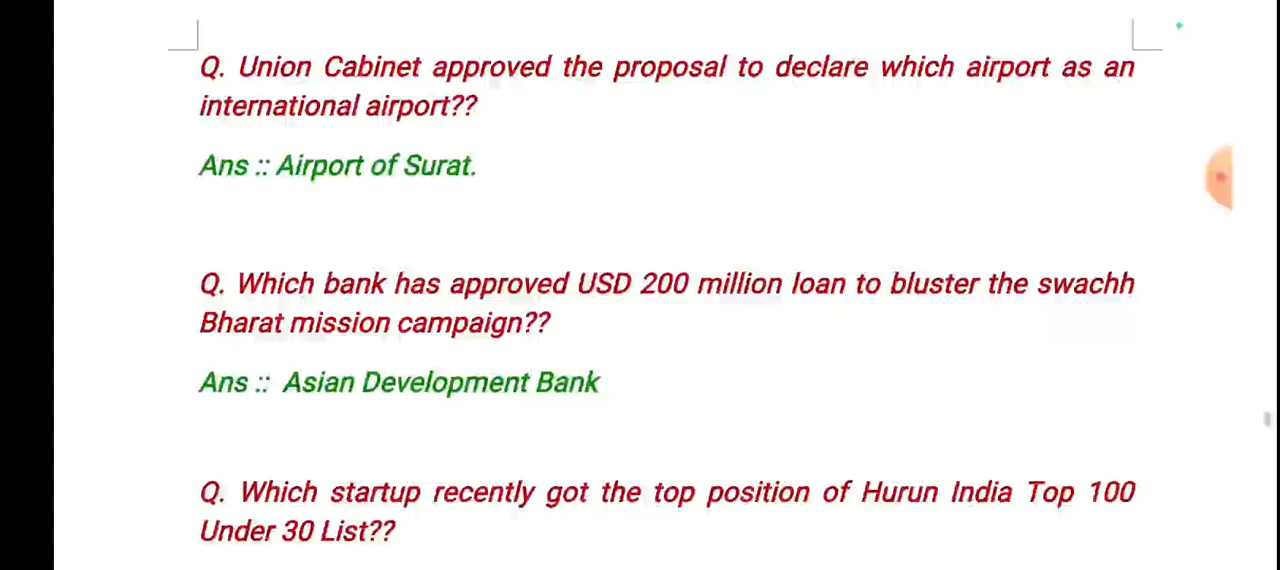 Q. Union Cabinet approved the proposal to declare which airport as an
international airport??
Ans :: Airport of Surat.
Q. Which bank has approved USD 200 million loan to bluster the swachh
Bharat mission campaign??
Ans :: Asian Development Bank
Q. Which startup recently got the top position of Hurun India Top 100
Under 30 List??